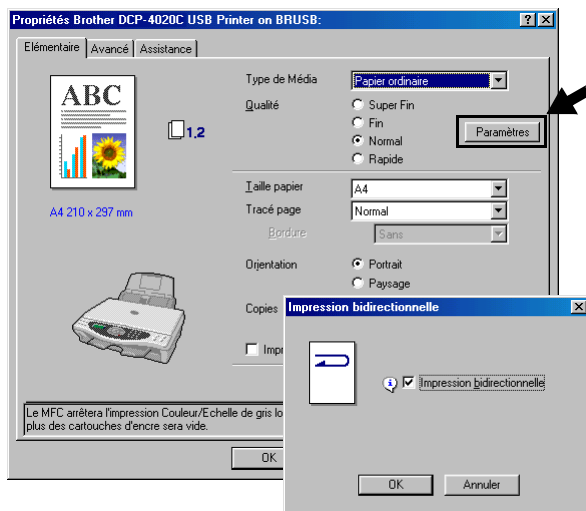 Propriétés Brother DCP-4020C USB Printer on BRUSB:
Elémentaire Avancé Assistance
ABC
1.2
A4 210 x 297 mm
Type de Média Papier ordinaire
Qualité Super Fin
Fin
Normal
Rapide
Paramètres
Taille papier A4
Tracé page Normal
Bordure Sans
Orientation Portrait
Paysage
Copies
Le MFC arrêtera l'impression Couleur/Echelle de gris
plus des cartouches d'encre sera vide.
OK
Impression bidirectionnelle
Impression bidirectionnelle
OK Annuler